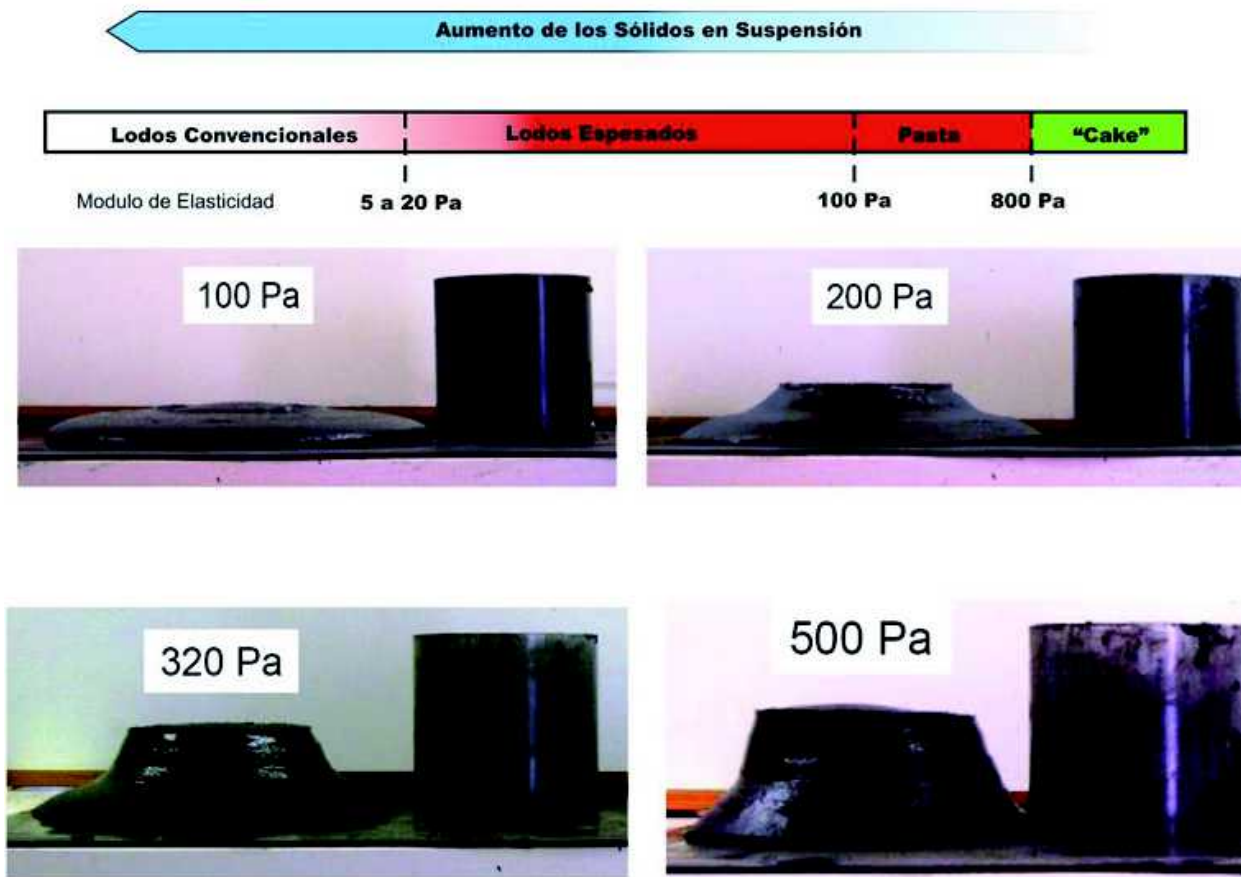 Aumento de los Sólidos en Suspensión
Lodos Convencionales Lodos Espesados Pasta “Cake”
Modulo de Elasticidad 5 a 20 Pa 100 Pa 800 Pa
100 Pa 200 Pa
320 Pa 500 Pa